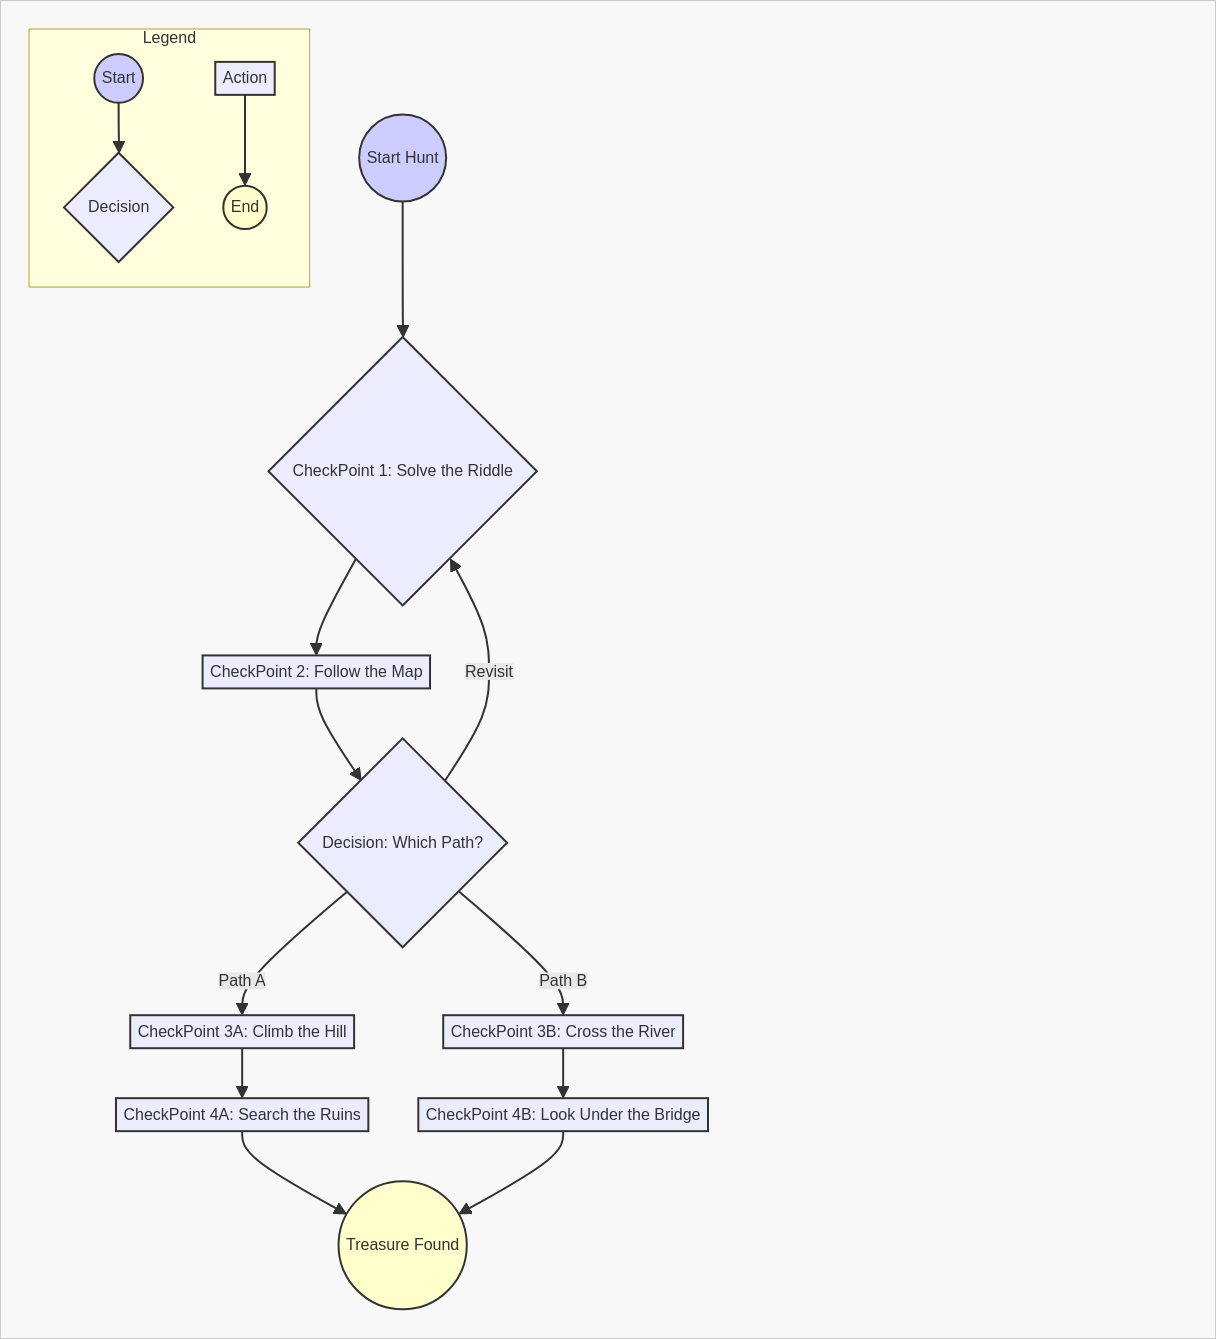 Legend
Start
Action
Decision
End
Start Hunt
CheckPoint 1: Solve the Riddle
CheckPoint 2: Follow the Map
Revisit
Decision: Which Path?
Path A
Path B
CheckPoint 3A: Climb the Hill
CheckPoint 3B: Cross the River
CheckPoint 4A: Search the Ruins
CheckPoint 4B: Look Under the Bridge
Treasure Found